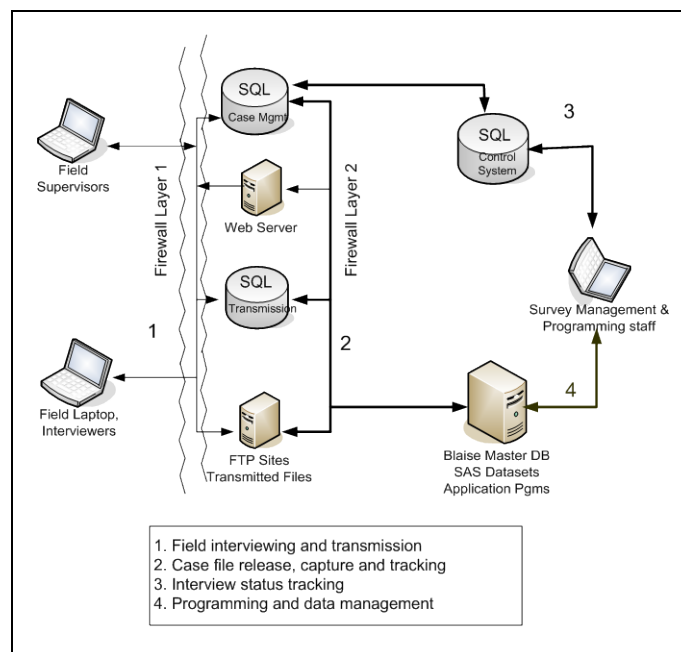 SQL
Case Mgmt
3
SQL
Control
System
Field
Supervisors
Firewall Layer 1
Web Server
Firewall Layer 2
SQL
Transmission
Survey Management &
Programming staff
1
2
4
Field Laptop,
Interviewers
FTP Sites
Transmitted Files
Blaise Master DB
SAS Datasets
Application Pgms
1. Field interviewing and transmission
2. Case file release, capture and tracking
3. Interview status tracking
4. Programming and data management